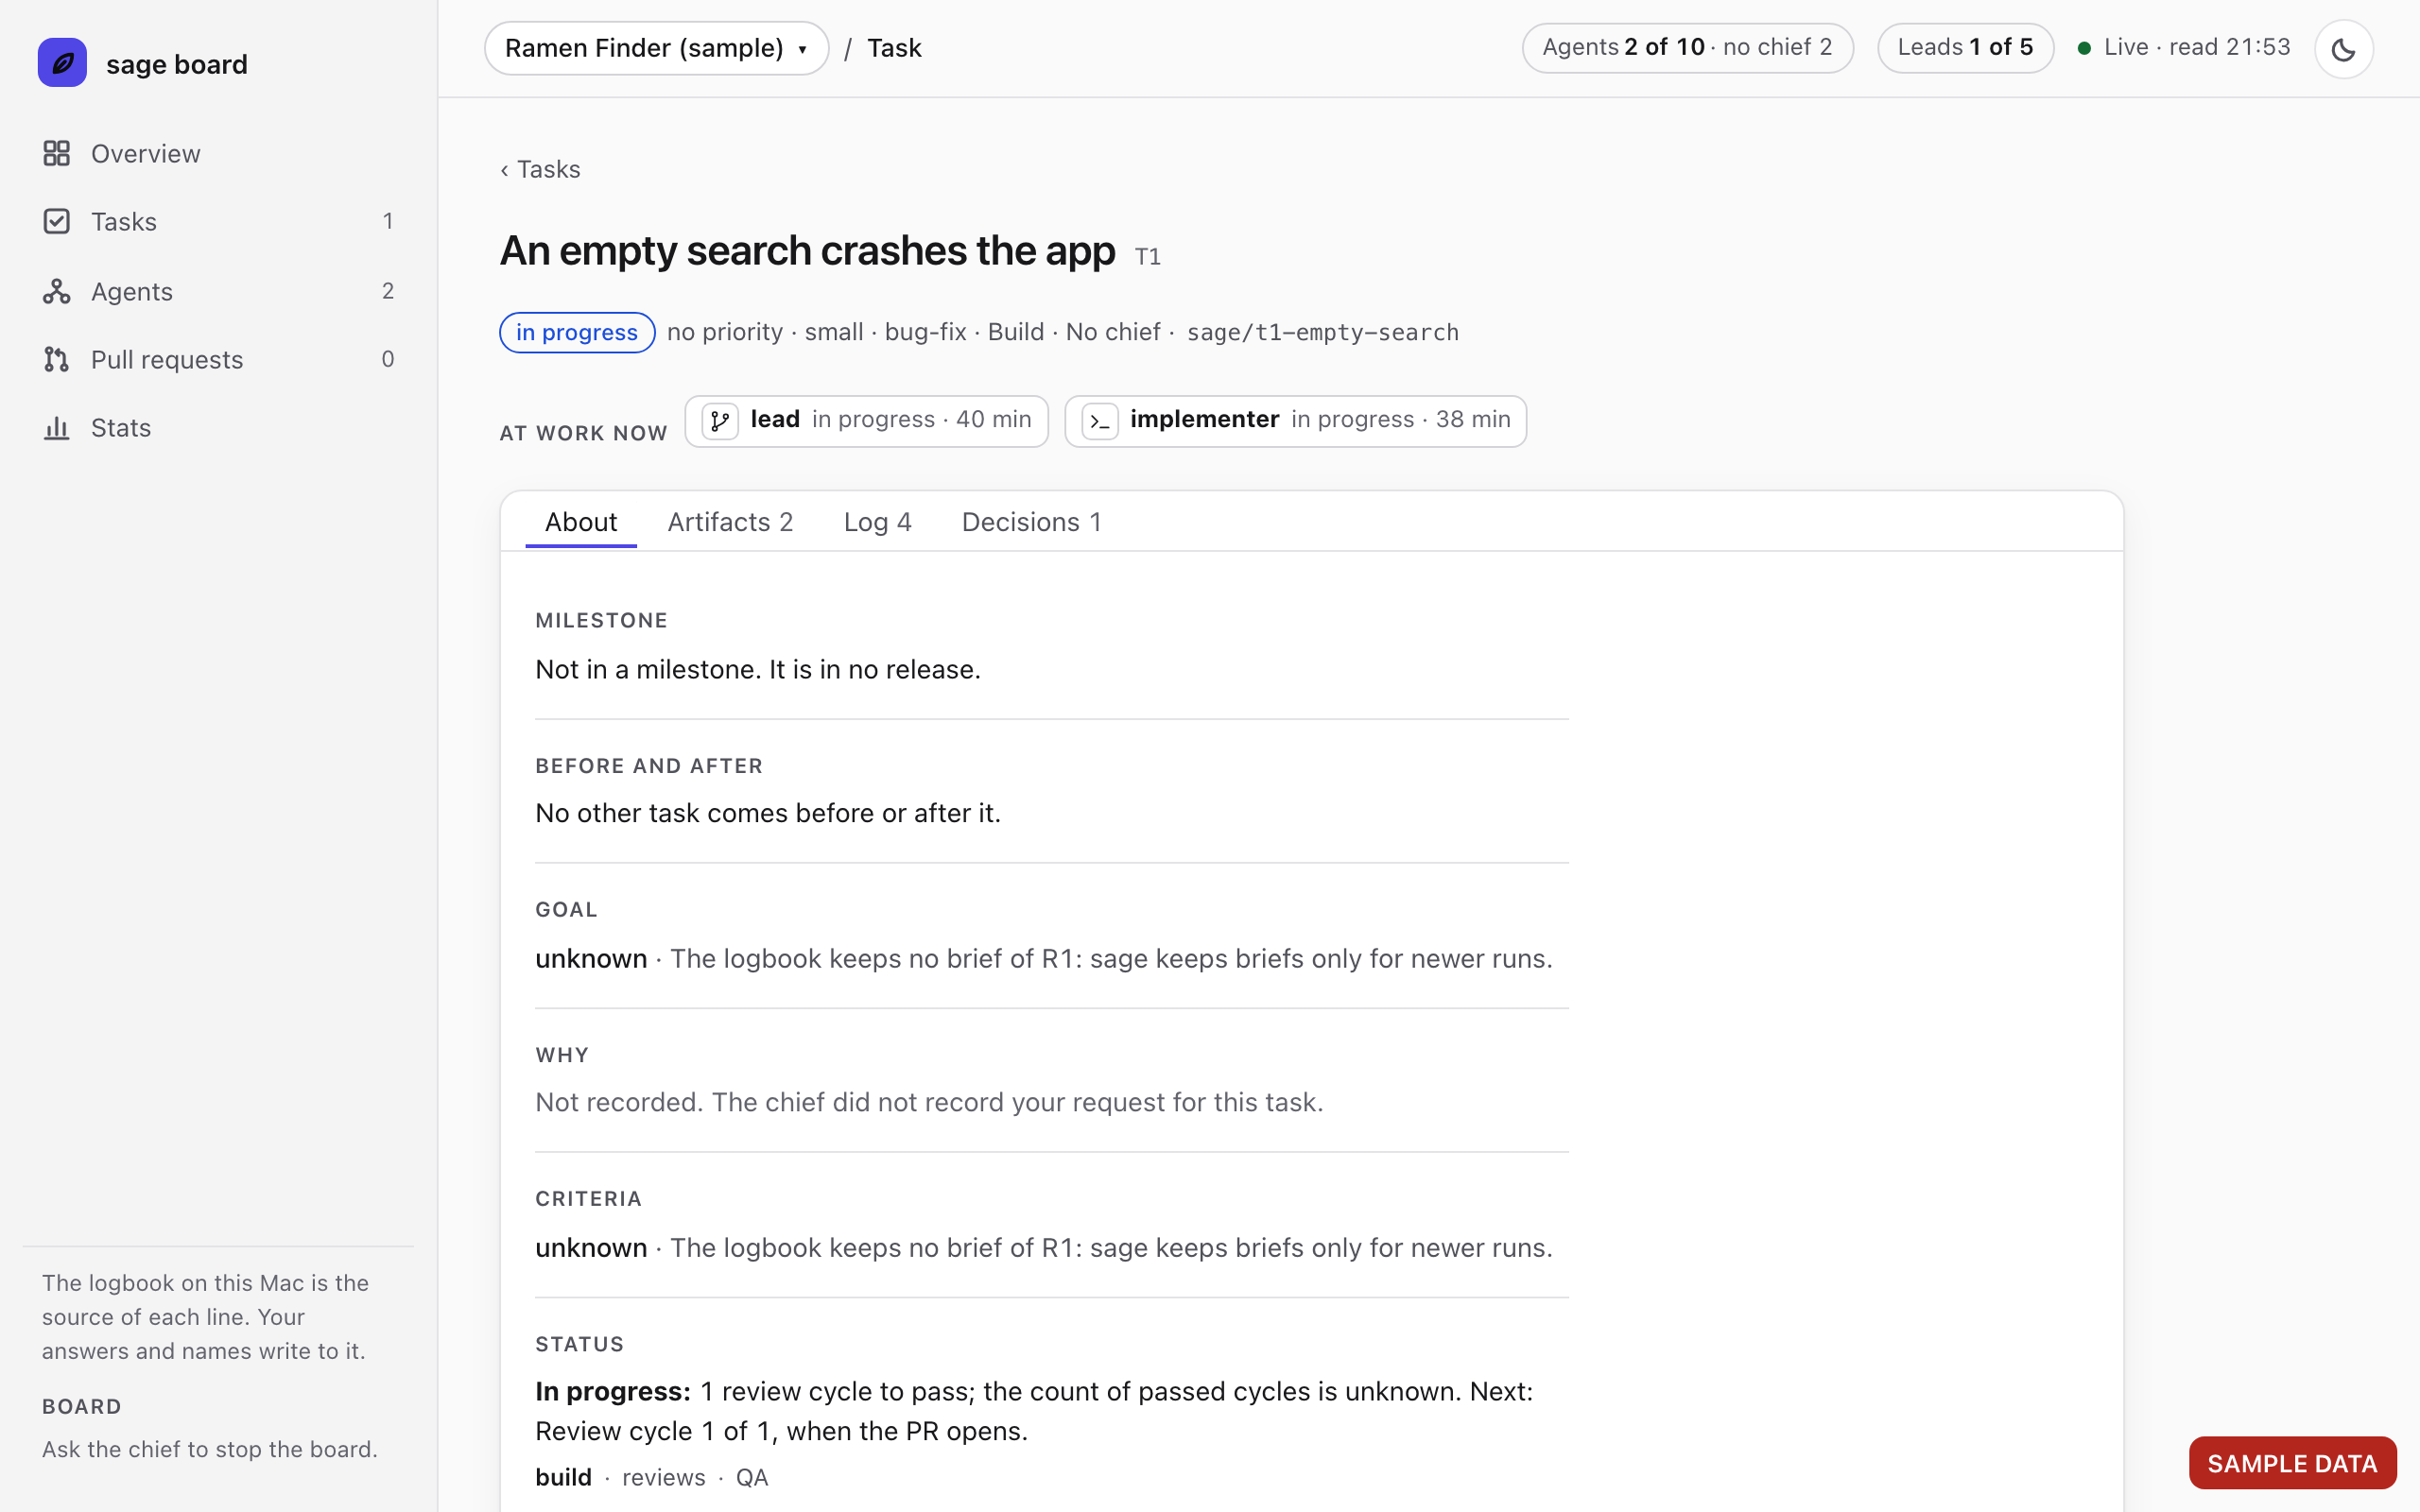 sage board
Overview
Tasks 1
Agents 2
Pull requests 0
Stats
The logbook on this Mac is the
source of each line. Your
answers and names write to it.
BOARD
Ask the chief to stop the board.
Ramen Finder (sample) ▾ / Task
Agents 2 of 10 · no chief 2
Leads 1 of 5
Live · read 21:53
‹ Tasks
An empty search crashes the app T1
in progress no priority · small · bug-fix · Build · No chief · sage/t1-empty-search
AT WORK NOW lead in progress · 40 min implementer in progress · 38 min
About Artifacts 2 Log 4 Decisions 1
MILESTONE
Not in a milestone. It is in no release.
BEFORE AND AFTER
No other task comes before or after it.
GOAL
unknown · The logbook keeps no brief of R1: sage keeps briefs only for newer runs.
WHY
Not recorded. The chief did not record your request for this task.
CRITERIA
unknown · The logbook keeps no brief of R1: sage keeps briefs only for newer runs.
STATUS
In progress: 1 review cycle to pass; the count of passed cycles is unknown. Next:
Review cycle 1 of 1, when the PR opens.
build · reviews · QA
SAMPLE DATA